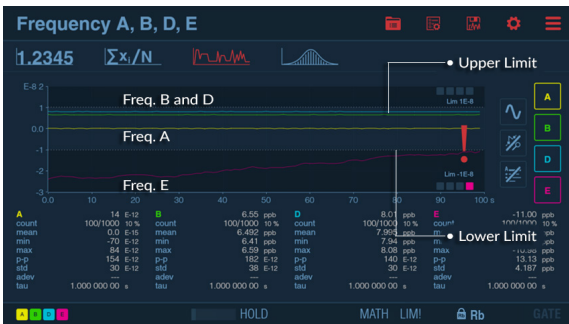 Frequency A, B, D, E
1.2345 Σxᵢ/N
Upper Limit
E-8 2
Freq. B and D
Lim 1E-8
A
1
B
0.0
Freq. A
-1
D
-2
Lim -1E-8
Freq. E
E
-3
0.0 10 20 30 40 50 60 70 80 90 100 s
A 14 E-12 B 6.55 ppb D 8.01 ppb E -11.00 ppb
count 100/1000 10 % count 100/1000 10 % count 100/1000 10 % count 100/1000 10 %
mean 0.0 E-15 mean 6.492 ppb mean 7.995 ppb ppb
min -70 E-12 min 6.41 ppb min 7.94 ppb Lower Limit ppb
max 84 E-12 max 6.59 ppb max 8.08 ppb max ppb
p-p 154 E-12 p-p 182 E-12 p-p 140 E-12 p-p 13.13 ppb
std 30 E-12 std 38 E-12 std 30 E-12 std 4.187 ppb
adev — adev — adev — adev —
tau 1.000 000 00 s tau 1.000 000 00 s tau 1.000 000 00 s tau 1.000 000 00 s
A B D E HOLD MATH LIM! Rb GATE